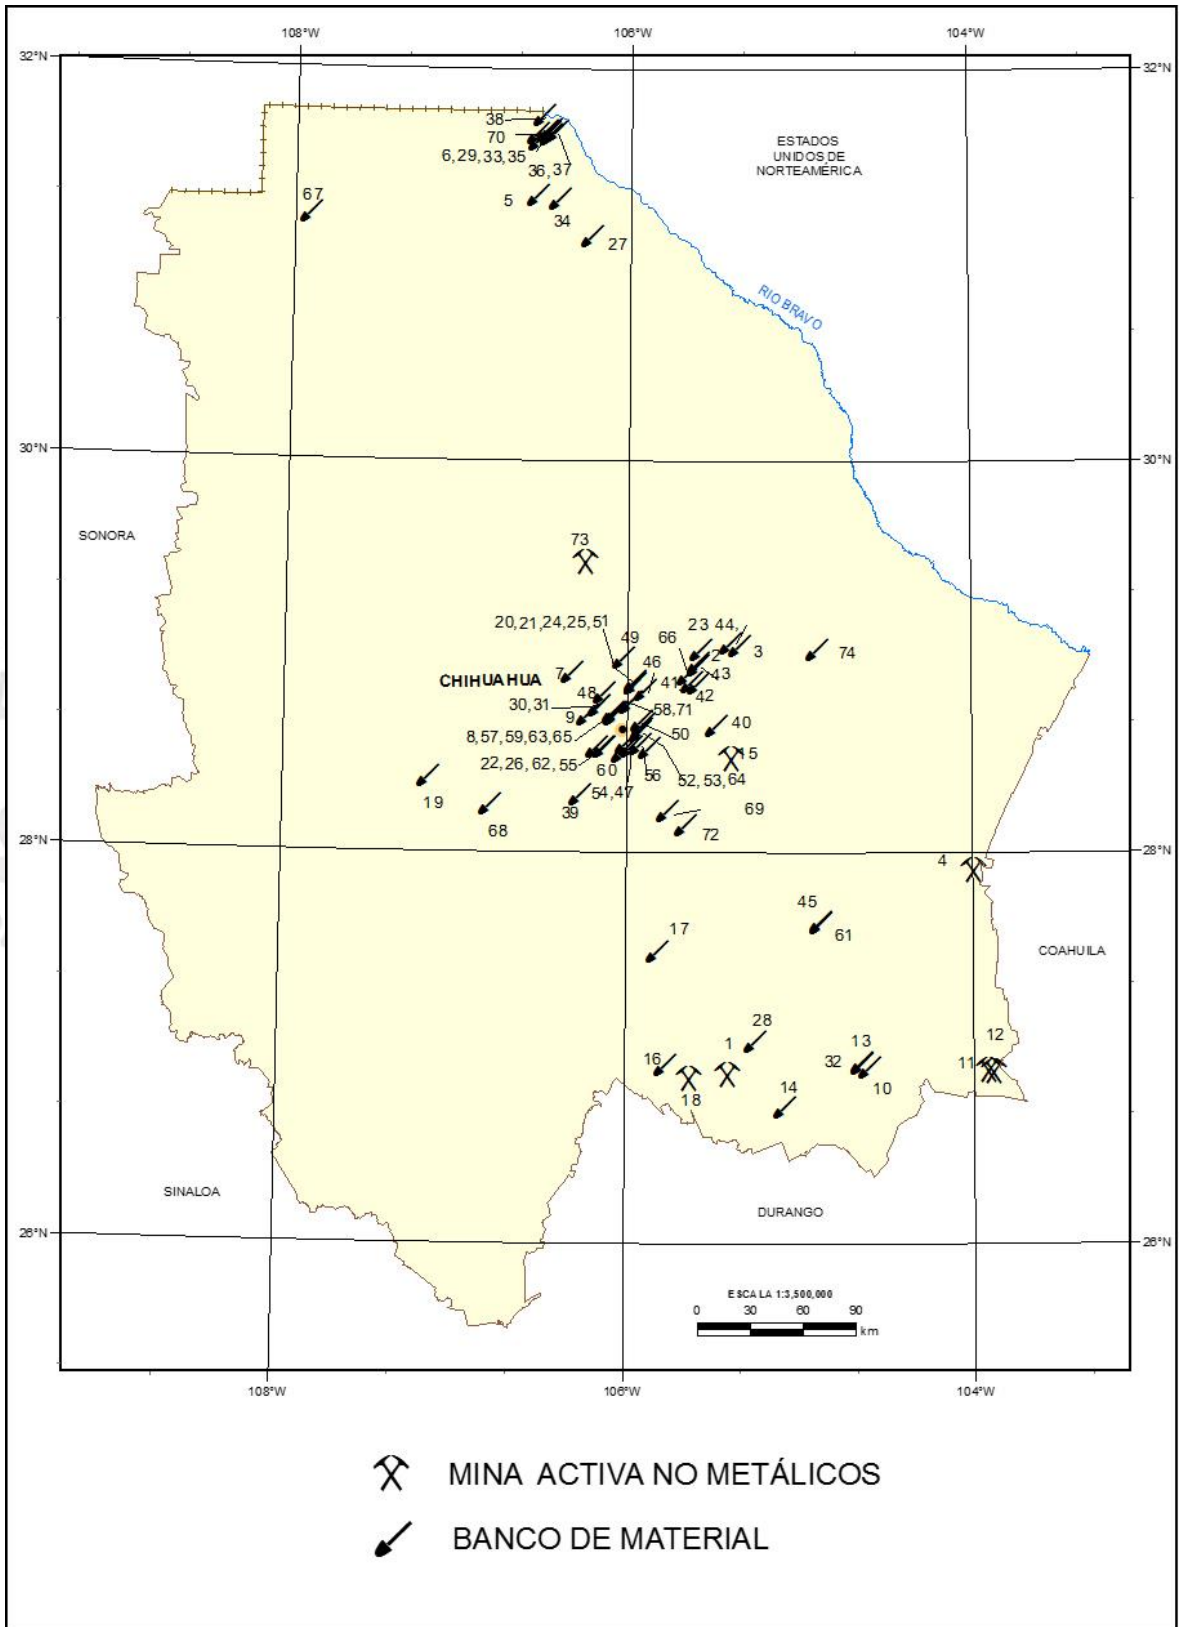 108°W 106°W 104°W
32°N 32°N
38
70
6, 29, 33, 35
36, 37
ESTADOS
UNIDOS DE
NORTEAMÉRICA
67
5
34
27
RIO BRAVO
30°N 30°N
SONORA
73
20, 21, 24, 25, 51
49
66
23 44,
2
3
74
7
CHIHUAHUA
46
41
43
48
42
30, 31
9
58, 71
40
8, 57, 59, 63, 65
50
15
22, 26, 62, 55
60
56
52, 53, 64
19
54, 47
39
68
69
72
28°N 28°N
4
45
61
17
COAHUILA
28
12
1
13
16
32
11
10
18
14
SINALOA
DURANGO
26°N 26°N
ESCALA 1:3,500,000
0 30 60 90
km
108°W 106°W 104°W
MINA ACTIVA NO METÁLICOS
BANCO DE MATERIAL